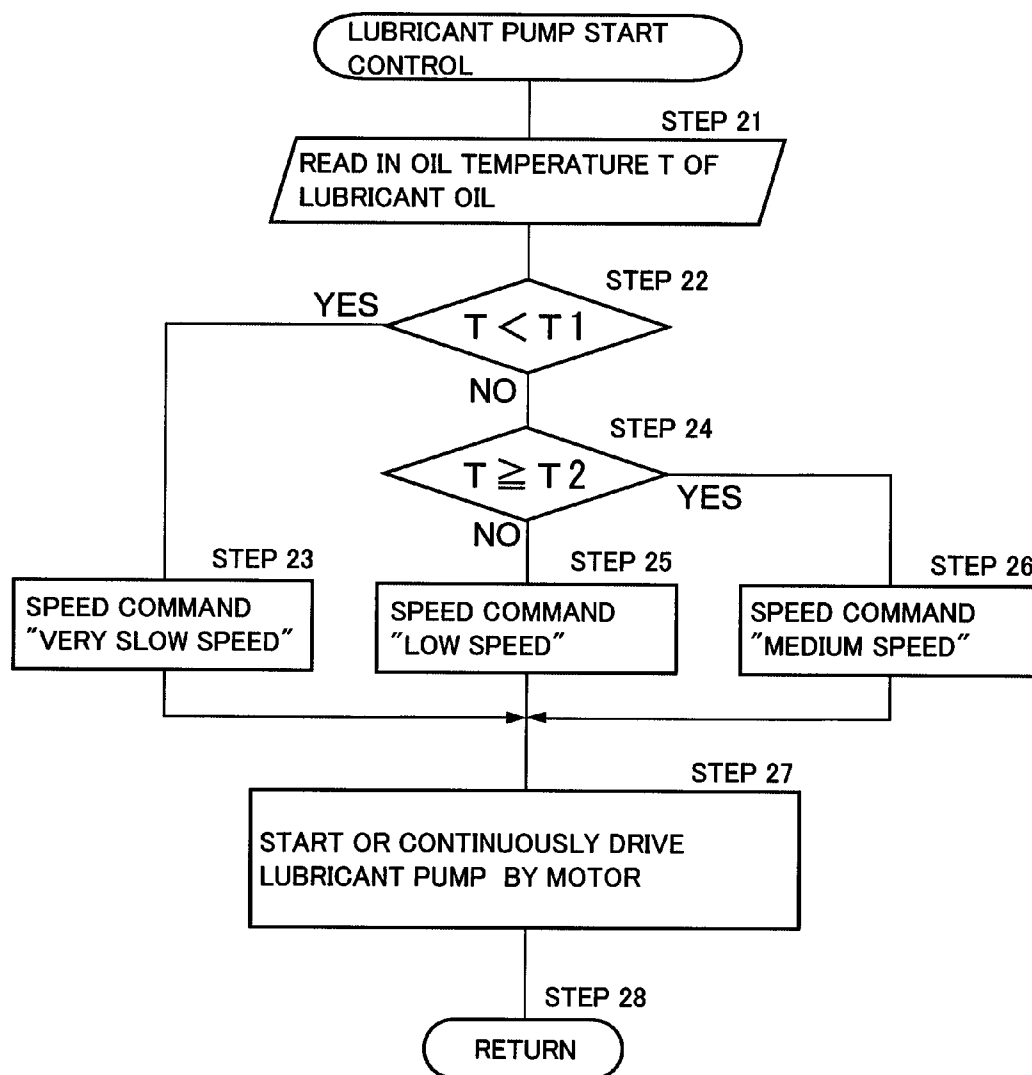 LUBRICANT PUMP START
CONTROL
STEP 21
READ IN OIL TEMPERATURE T OF
LUBRICANT OIL
STEP 22
YES
T < T1
NO
STEP 24
T ≧ T2
YES
NO
STEP 23
STEP 25
STEP 26
SPEED COMMAND
"VERY SLOW SPEED"
SPEED COMMAND
"LOW SPEED"
SPEED COMMAND
"MEDIUM SPEED"
STEP 27
START OR CONTINUOUSLY DRIVE
LUBRICANT PUMP BY MOTOR
STEP 28
RETURN